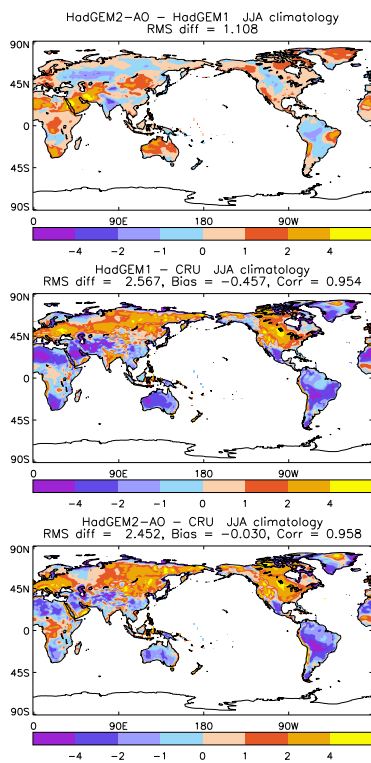 HadGEM2-AO - HadGEM1 JJA climatology
RMS diff = 1.108
90N
45N
0
45S
90S
0 90E 180 90W
-4 -2 -1 0 1 2 4
HadGEM1 - CRU JJA climatology
RMS diff = 2.567, Bias = -0.457, Corr = 0.954
90N
45N
0
45S
90S
0 90E 180 90W
-4 -2 -1 0 1 2 4
HadGEM2-AO - CRU JJA climatology
RMS diff = 2.452, Bias = -0.030, Corr = 0.958
90N
45N
0
45S
90S
0 90E 180 90W
-4 -2 -1 0 1 2 4